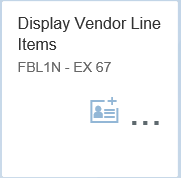 Display Vendor Line
Items
FBL1N - EX 67
...